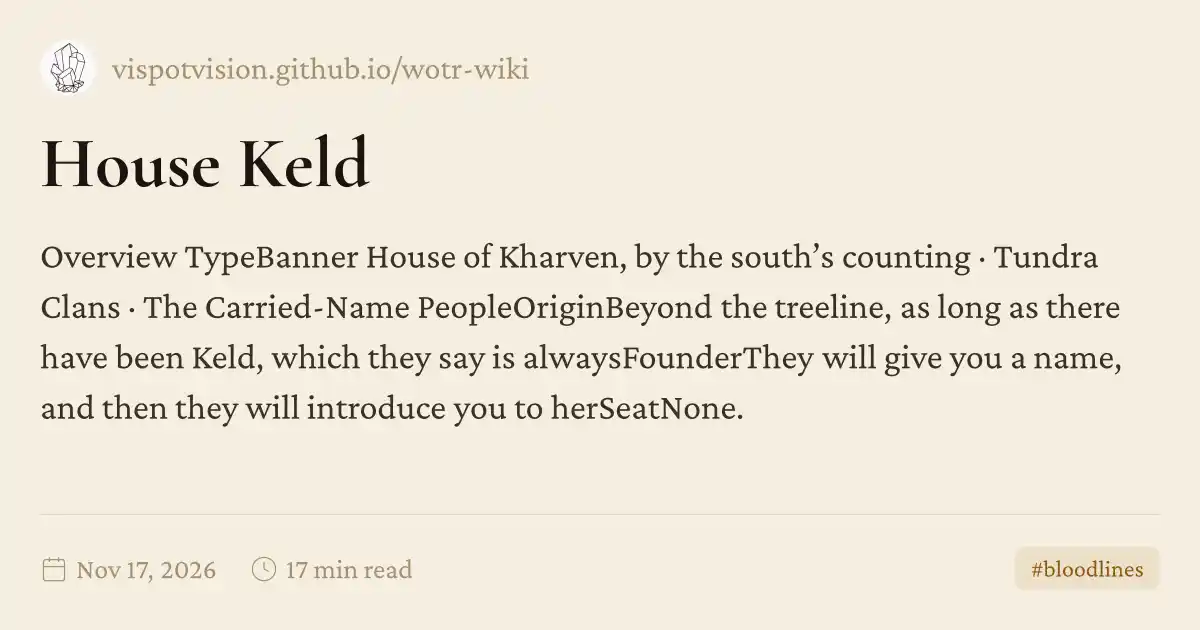 vispotvision.github.io/wotr-wiki
House Keld
Overview TypeBanner House of Kharven, by the south’s counting · Tundra
Clans · The Carried-Name PeopleOriginBeyond the treeline, as long as there
have been Keld, which they say is alwaysFounderThey will give you a name,
and then they will introduce you to herSeatNone.
Nov 17, 2026
17 min read
#bloodlines